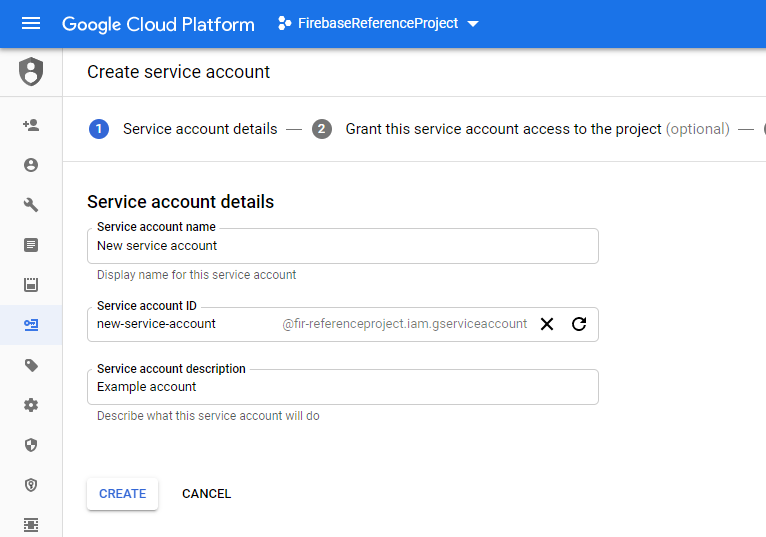 Google Cloud Platform FirebaseReferenceProject
Create service account
1 Service account details — 2 Grant this service account access to the project (optional) —
Service account details
Service account name
New service account
Display name for this service account
Service account ID
new-service-account @fir-referenceproject.iam.gserviceaccount
Service account description
Example account
Describe what this service account will do
CREATE CANCEL